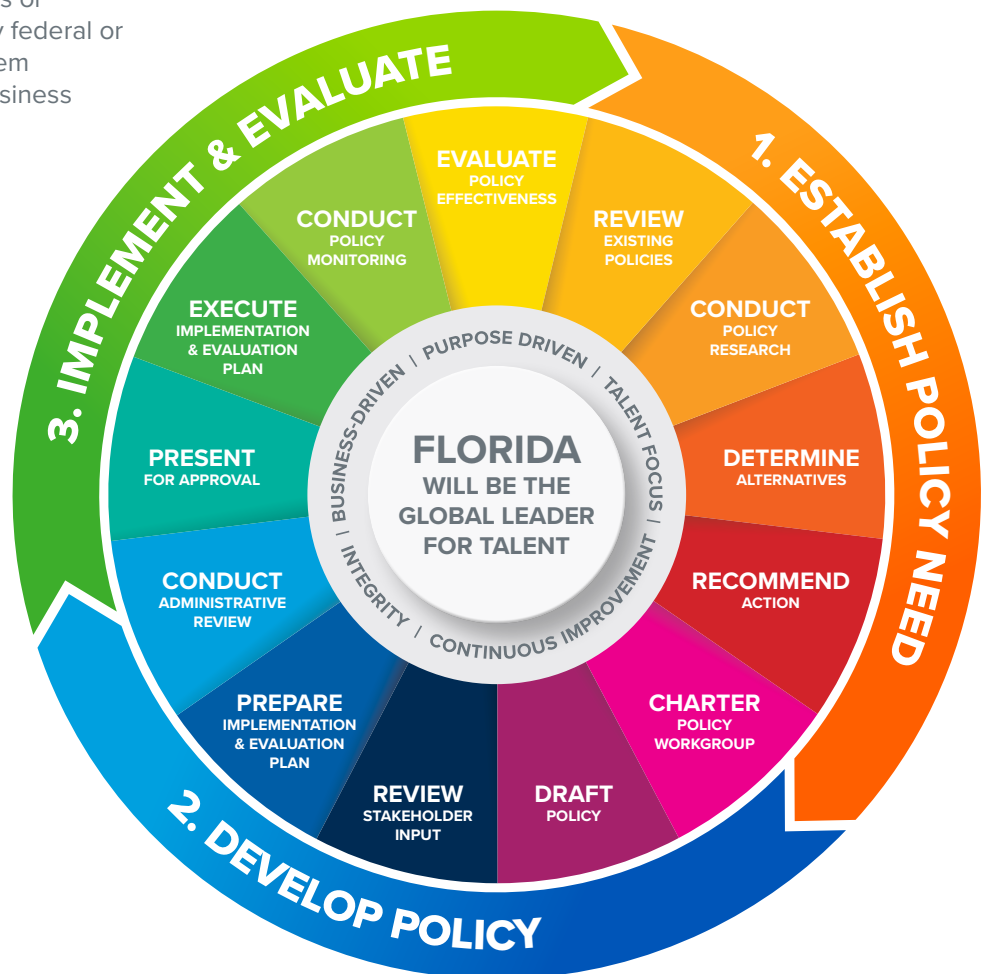 federal or
em
siness
1. ESTABLISH POLICY NEED
2. DEVELOP POLICY
3. IMPLEMENT & EVALUATE
EVALUATE
POLICY
EFFECTIVENESS
REVIEW
EXISTING
POLICIES
CONDUCT
POLICY
RESEARCH
DETERMINE
ALTERNATIVES
RECOMMEND
ACTION
CHARTER
POLICY
WORKGROUP
DRAFT
POLICY
REVIEW
STAKEHOLDER
INPUT
PREPARE
IMPLEMENTATION
& EVALUATION
PLAN
CONDUCT
ADMINISTRATIVE
REVIEW
PRESENT
FOR APPROVAL
EXECUTE
IMPLEMENTATION
& EVALUATION
PLAN
CONDUCT
POLICY
MONITORING
BUSINESS-DRIVEN | PURPOSE DRIVEN | TALENT FOCUS | CONTINUOUS IMPROVEMENT | INTEGRITY |
FLORIDA
WILL BE THE
GLOBAL LEADER
FOR TALENT